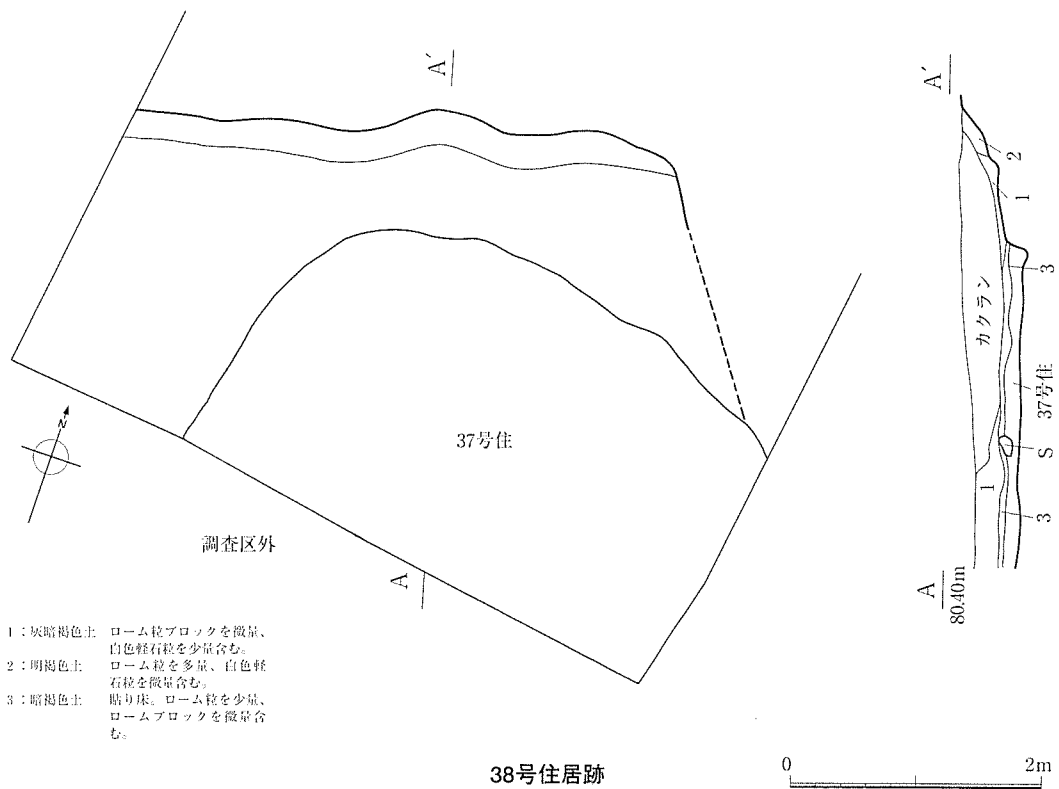 A´
37号住
N
調査区外
A
A´
2
1
3
カクラン
37号住
S
1
3
A
80.40m
1：灰暗褐色土 ローム粒ブロックを微量、
白色軽石粒を少量含む。
2：明褐色土 ローム粒を多量、白色軽
石粒を微量含む。
3：暗褐色土 貼り床。ローム粒を少量、
ロームブロックを微量含
む。
38号住居跡
0 2m